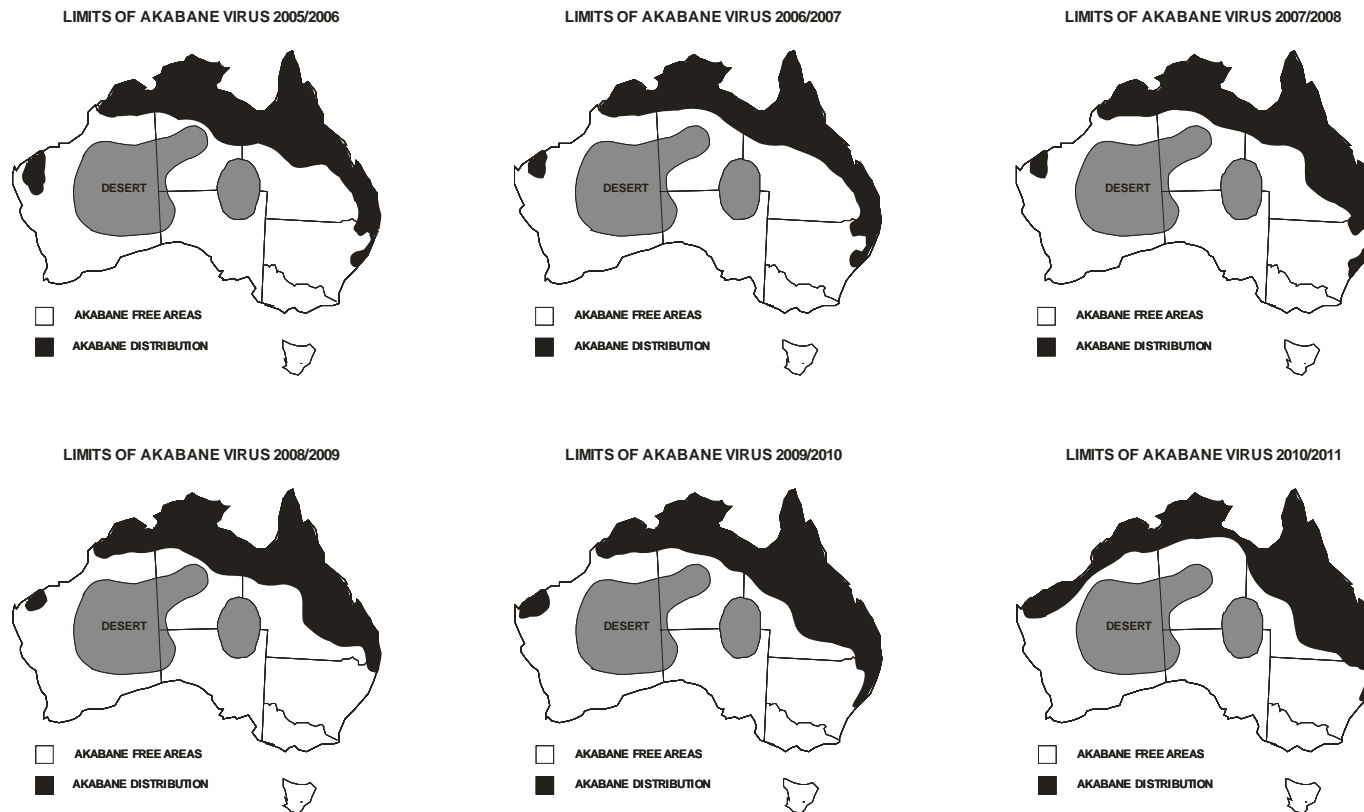 LIMITS OF AKABANE VIRUS 2005/2006
LIMITS OF AKABANE VIRUS 2006/2007
LIMITS OF AKABANE VIRUS 2007/2008
DESERT
DESERT
DESERT
AKABANE FREE AREAS
AKABANE FREE AREAS
AKABANE FREE AREAS
AKABANE DISTRIBUTION
AKABANE DISTRIBUTION
AKABANE DISTRIBUTION
LIMITS OF AKABANE VIRUS 2008/2009
LIMITS OF AKABANE VIRUS 2009/2010
LIMITS OF AKABANE VIRUS 2010/2011
DESERT
DESERT
DESERT
AKABANE FREE AREAS
AKABANE FREE AREAS
AKABANE FREE AREAS
AKABANE DISTRIBUTION
AKABANE DISTRIBUTION
AKABANE DISTRIBUTION